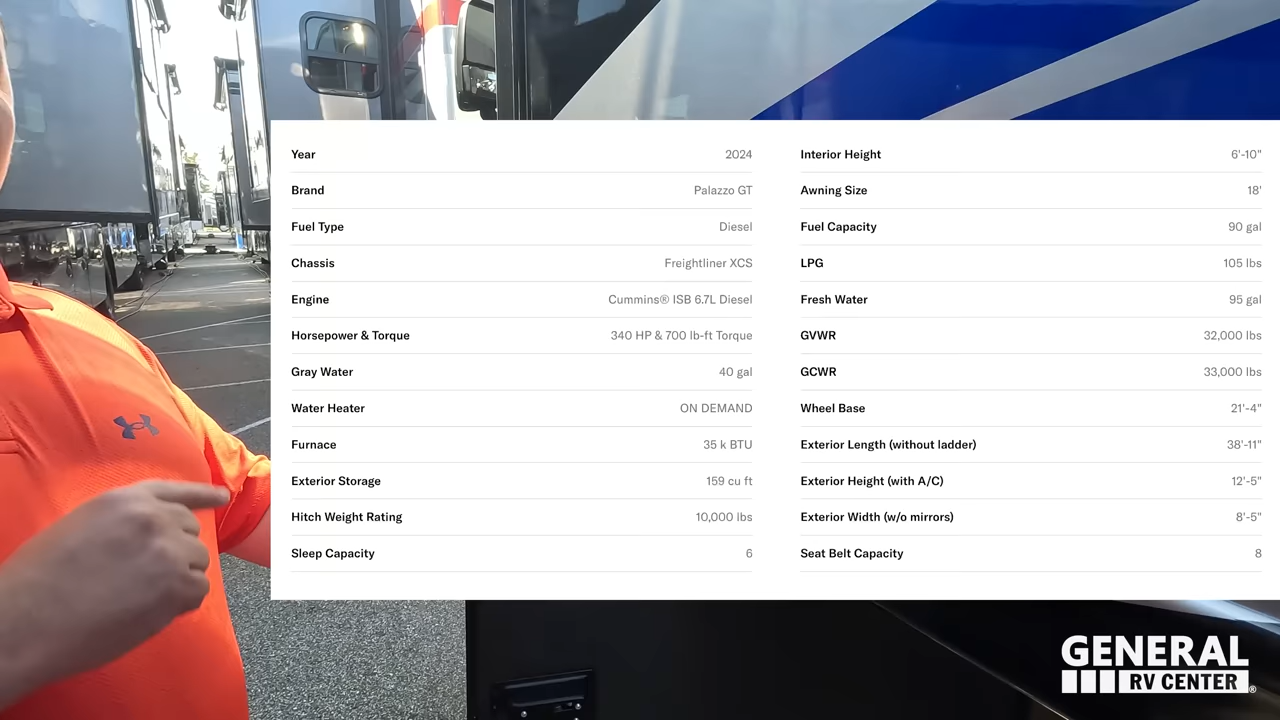 Year 2024
Brand Palazzo GT
Fuel Type Diesel
Chassis Freightliner XCS
Engine Cummins® ISB 6.7L Diesel
Horsepower & Torque 340 HP & 700 lb-ft Torque
Gray Water 40 gal
Water Heater ON DEMAND
Furnace 35 k BTU
Exterior Storage 159 cu ft
Hitch Weight Rating 10,000 lbs
Sleep Capacity 6
Interior Height 6'-10"
Awning Size 18'
Fuel Capacity 90 gal
LPG 105 lbs
Fresh Water 95 gal
GVWR 32,000 lbs
GCWR 33,000 lbs
Wheel Base 21'-4"
Exterior Length (without ladder) 38'-11"
Exterior Height (with A/C) 12'-5"
Exterior Width (w/o mirrors) 8'-5"
Seat Belt Capacity 8
GENERAL
RV CENTER®